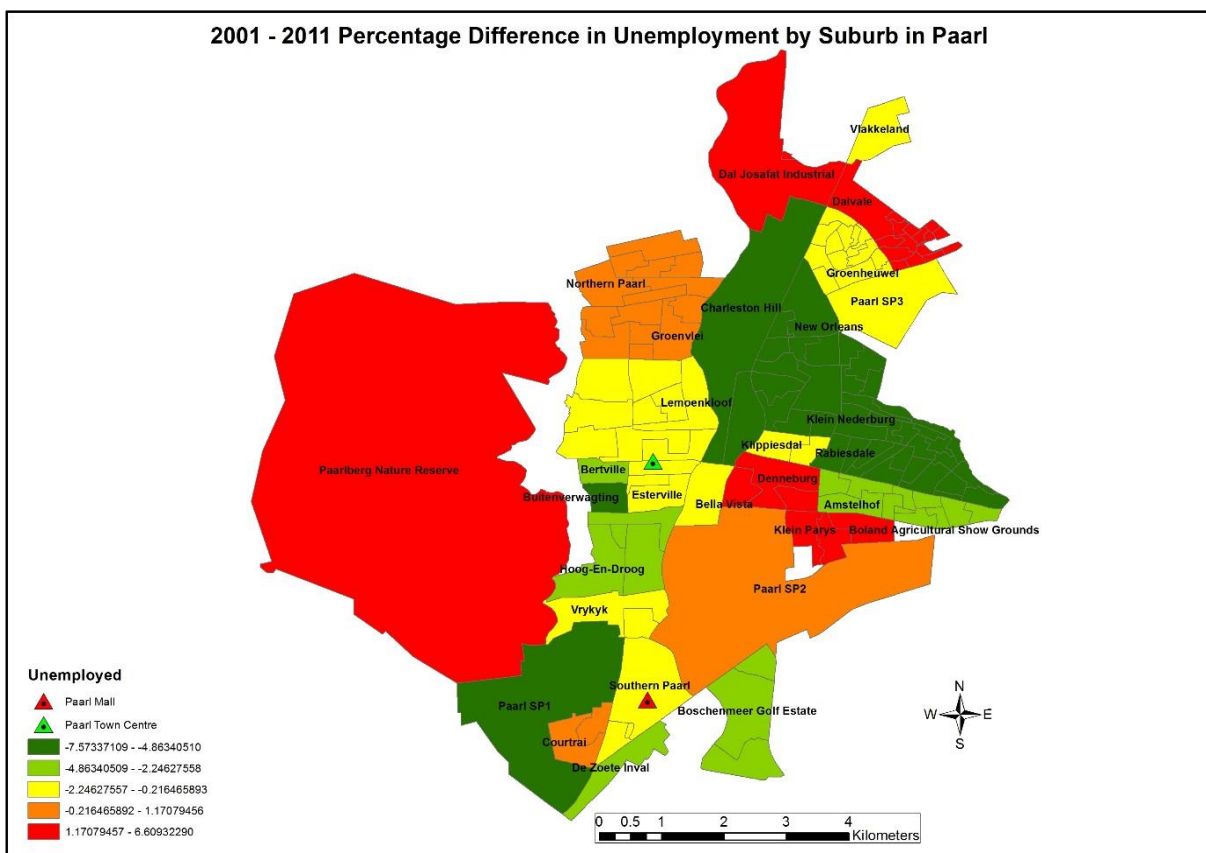 2001 - 2011 Percentage Difference in Unemployment by Suburb in Paarl
Vlakkeland
Dal Josafat Industrial
Dalvale
Groenheuwel
Northern Paarl
Paarl SP3
Charleston Hill
New Orleans
Groenvlei
Lemoenkloof
Klein Nederburg
Klippiesdal
Rabiesdale
Paarlberg Nature Reserve
Bertville
Denneburg
Buitenverwagting
Esterville
Bella Vista
Amstelhof
Klein Parys
Boland Agricultural Show Grounds
Hoog-En-Droog
Paarl SP2
Vrykyk
Southern Paarl
Paarl SP1
Boschenmeer Golf Estate
Courtrai
De Zoete Inval
N
W
E
S
Unemployed
Paarl Mall
Paarl Town Centre
-7.57337109 - -4.86340510
-4.86340509 - -2.24627558
-2.24627557 - -0.216465893
-0.216465892 - 1.17079456
1.17079457 - 6.60932290
0 0.5 1 2 3 4
Kilometers